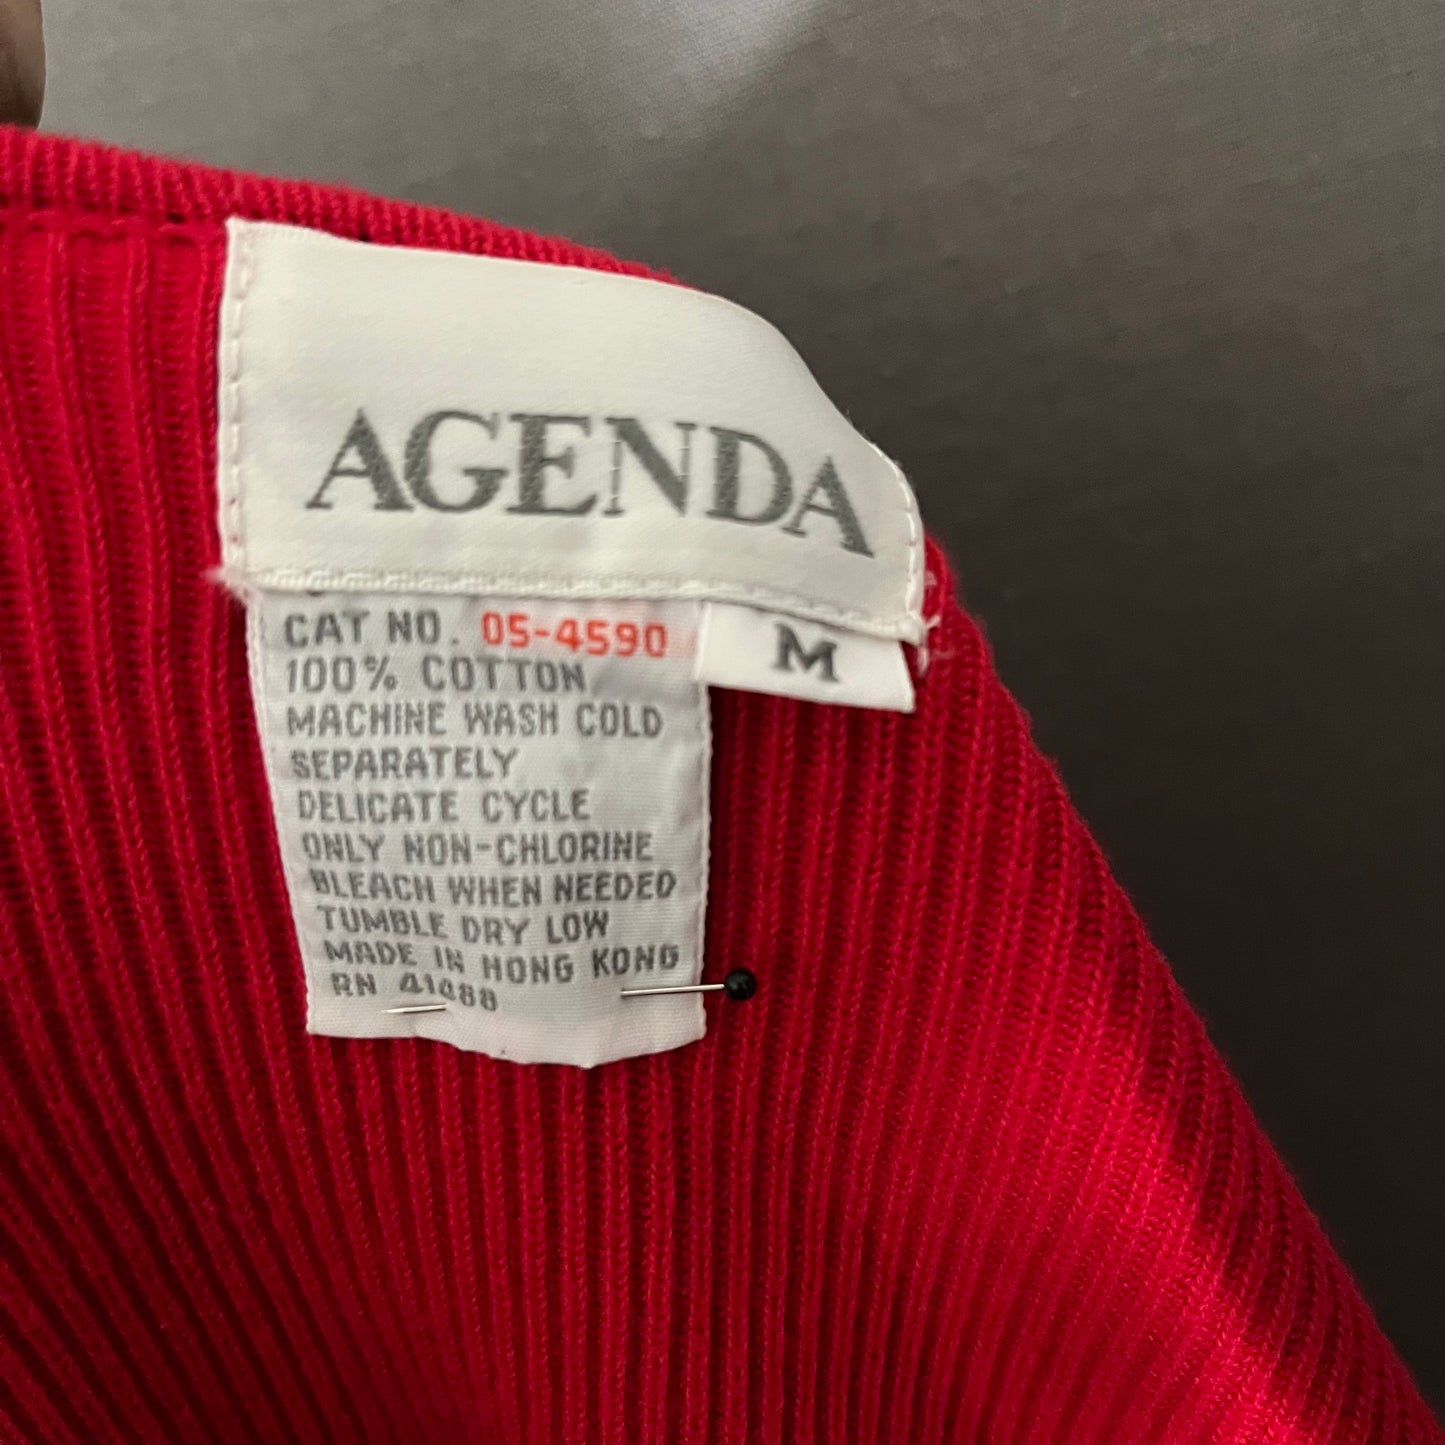 AGENDA
M
CAT NO. 05-4590
100% COTTON
MACHINE WASH COLD
SEPARATELY
DELICATE CYCLE
ONLY NON-CHLORINE
BLEACH WHEN NEEDED
TUMBLE DRY LOW
MADE IN HONG KONG
RN 41488